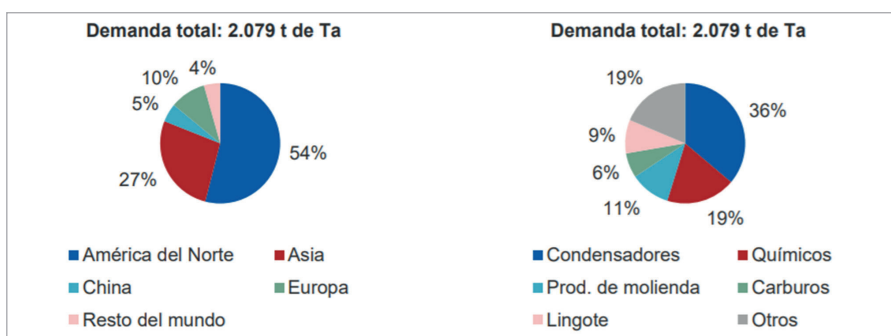 Demanda total: 2.079 t de Ta
4%
10%
5%
54%
27%
América del Norte
Asia
China
Europa
Resto del mundo
Demanda total: 2.079 t de Ta
19%
36%
9%
6%
11%
19%
Condensadores
Químicos
Prod. de molienda
Carburos
Lingote
Otros